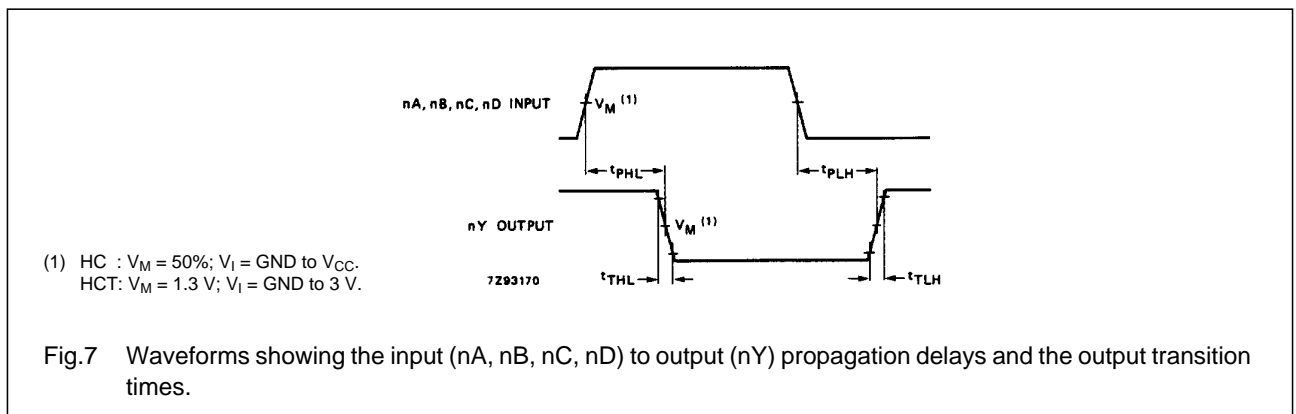 nA, nB, nC, nD INPUT
V_M (1)
t_PHL
t_PLH
nY OUTPUT
V_M (1)
(1) HC : V_M = 50%; V_I = GND to V_CC.
HCT: V_M = 1.3 V; V_I = GND to 3 V.
7Z93170
t_THL
t_TLH
Fig.7 Waveforms showing the input (nA, nB, nC, nD) to output (nY) propagation delays and the output transition
times.